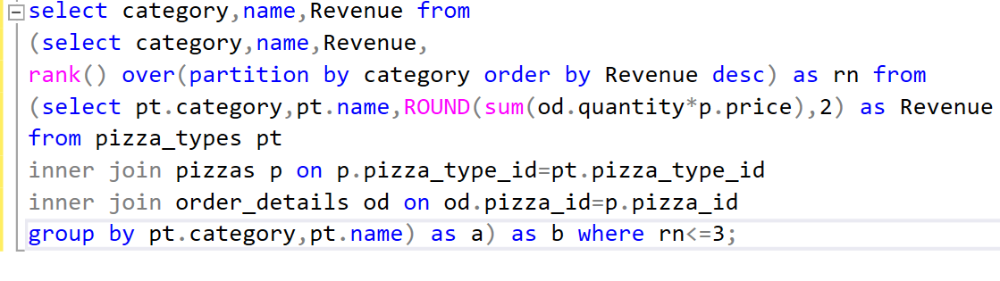 select category,name,Revenue from
(select category,name,Revenue,
rank() over(partition by category order by Revenue desc) as rn from
(select pt.category,pt.name,ROUND(sum(od.quantity*p.price),2) as Revenue
from pizza_types pt
inner join pizzas p on p.pizza_type_id=pt.pizza_type_id
inner join order_details od on od.pizza_id=p.pizza_id
group by pt.category,pt.name) as a) as b where rn<=3;